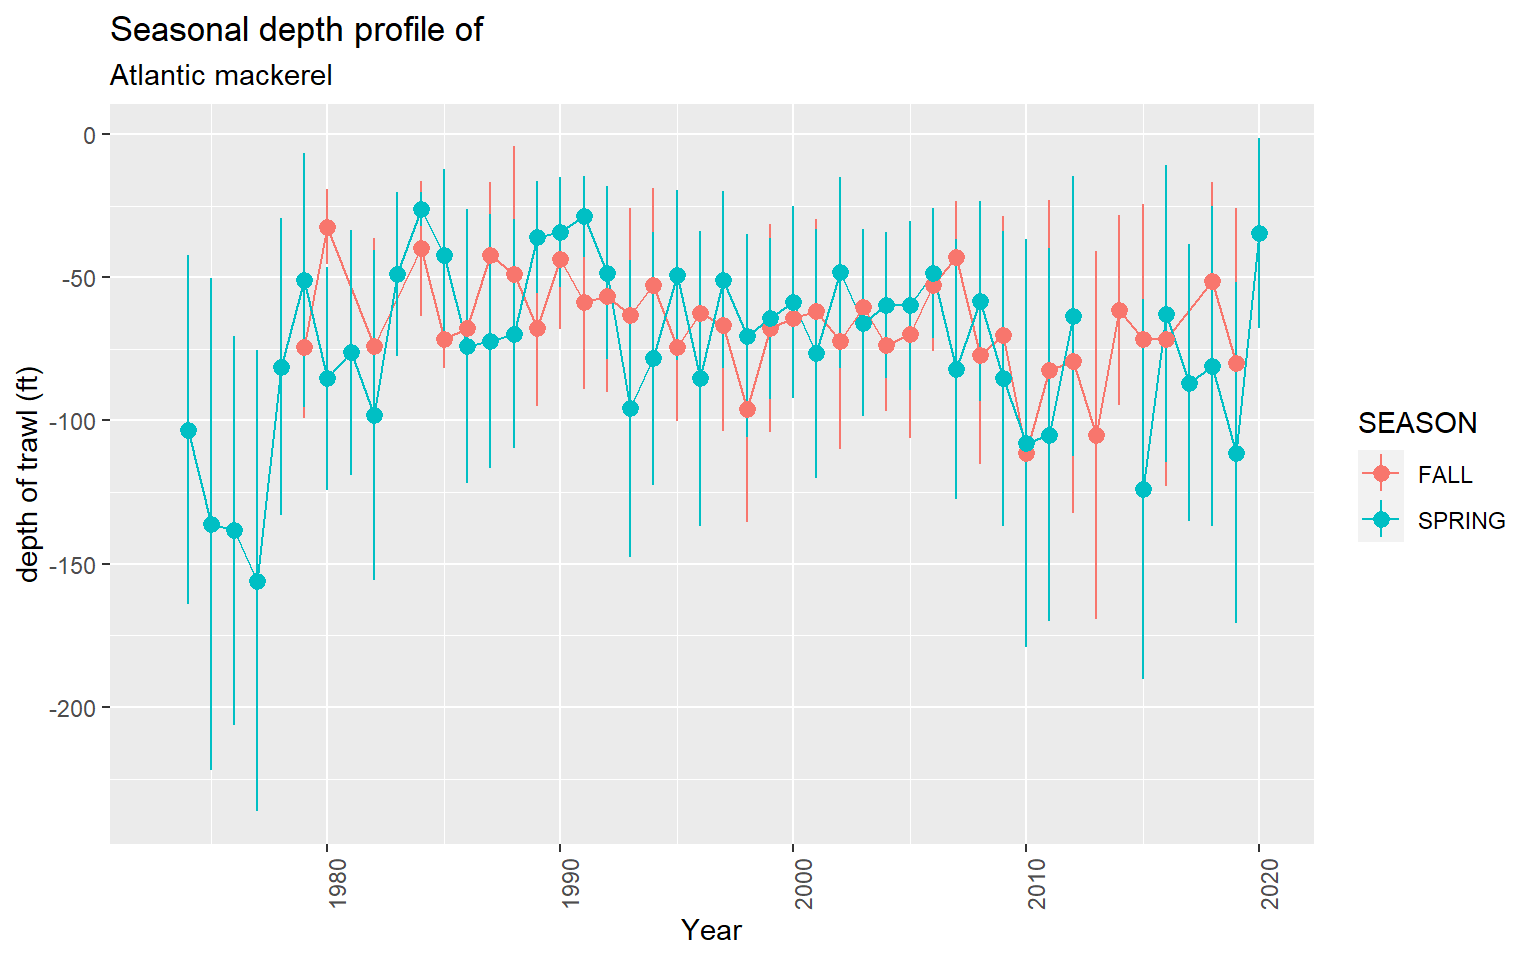 Seasonal depth profile of
Atlantic mackerel
0
-50
-100
-150
-200
depth of trawl (ft)
1980
1990
2000
2010
2020
Year
SEASON
FALL
SPRING